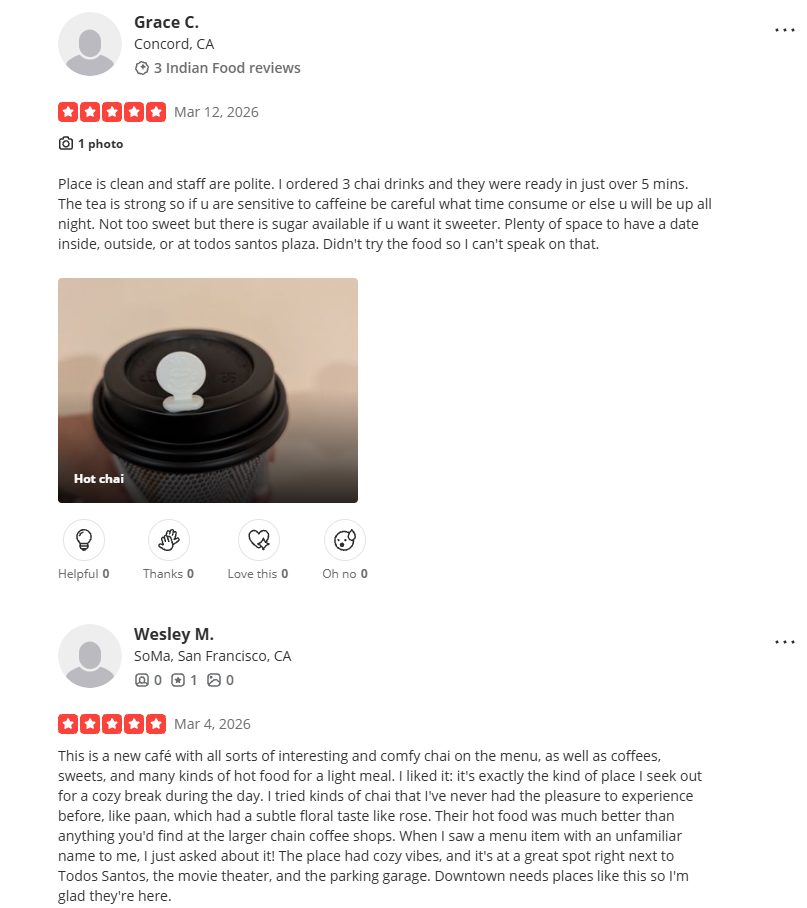 Grace C.
Concord, CA
3 Indian Food reviews
Mar 12, 2026
1 photo
Place is clean and staff are polite. I ordered 3 chai drinks and they were ready in just over 5 mins.
The tea is strong so if u are sensitive to caffeine be careful what time consume or else u will be up all
night. Not too sweet but there is sugar available if u want it sweeter. Plenty of space to have a date
inside, outside, or at todos santos plaza. Didn't try the food so I can't speak on that.
Hot chai
Helpful 0 Thanks 0 Love this 0 Oh no 0
Wesley M.
SoMa, San Francisco, CA
0 1 0
Mar 4, 2026
This is a new café with all sorts of interesting and comfy chai on the menu, as well as coffees,
sweets, and many kinds of hot food for a light meal. I liked it: it's exactly the kind of place I seek out
for a cozy break during the day. I tried kinds of chai that I've never had the pleasure to experience
before, like paan, which had a subtle floral taste like rose. Their hot food was much better than
anything you'd find at the larger chain coffee shops. When I saw a menu item with an unfamiliar
name to me, I just asked about it! The place had cozy vibes, and it's at a great spot right next to
Todos Santos, the movie theater, and the parking garage. Downtown needs places like this so I'm
glad they're here.